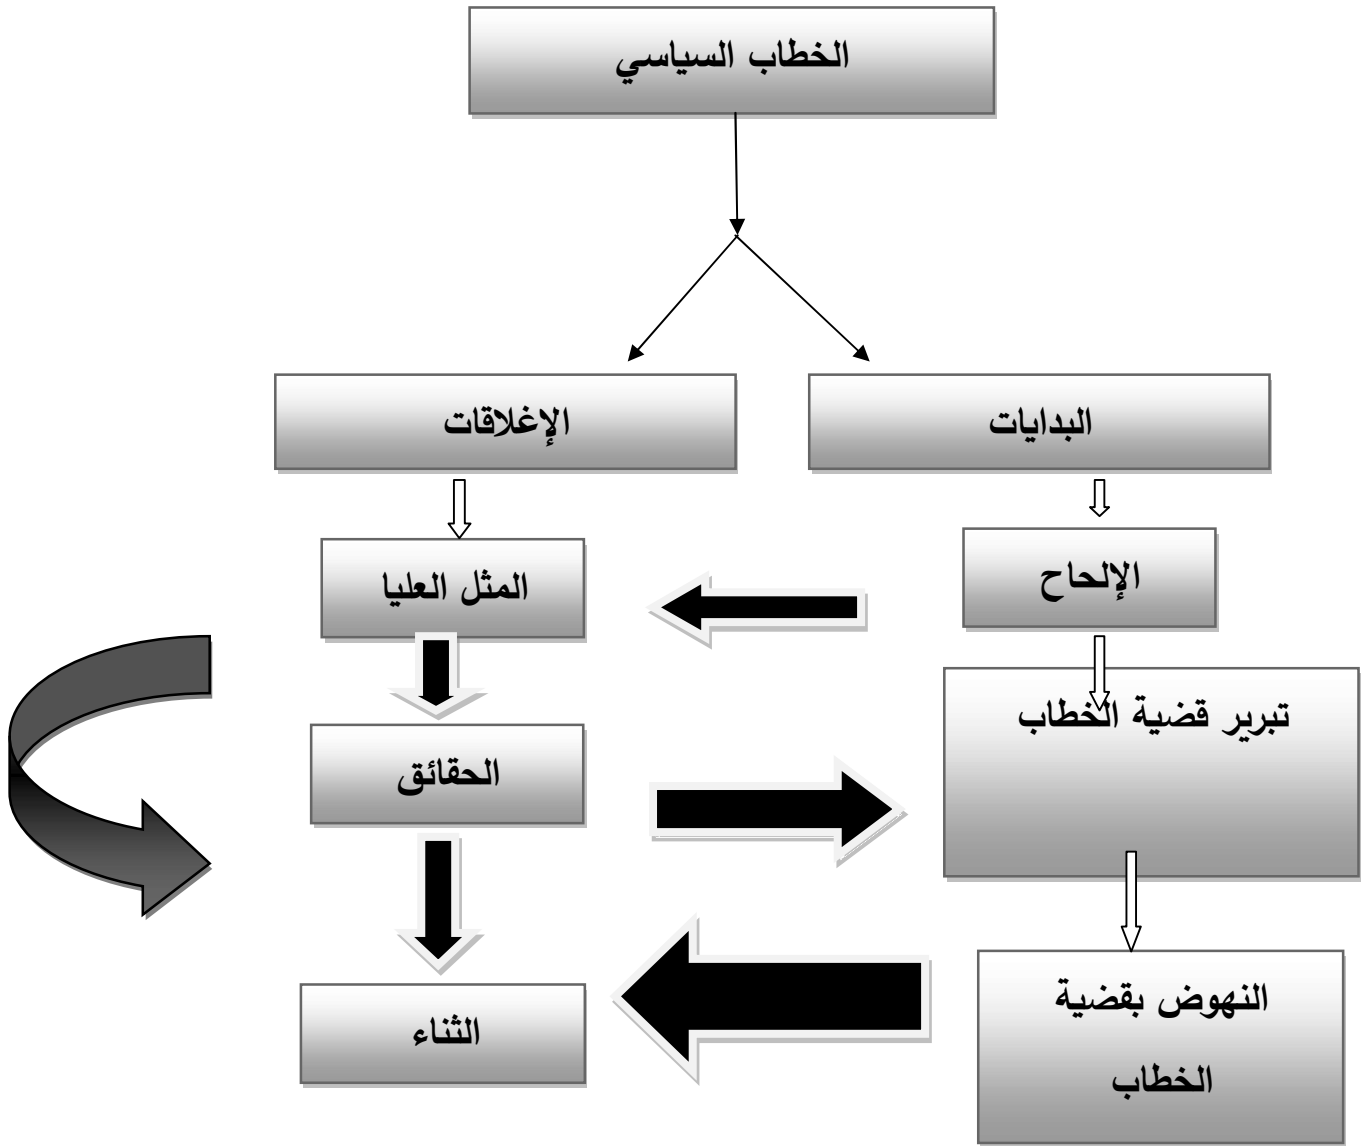 الخطاب السياسي
البدايات
الإغلاقات
الإلحاح
المثل العليا
تبرير قضية الخطاب
الحقائق
النهوض بقضية
الخطاب
الثناء